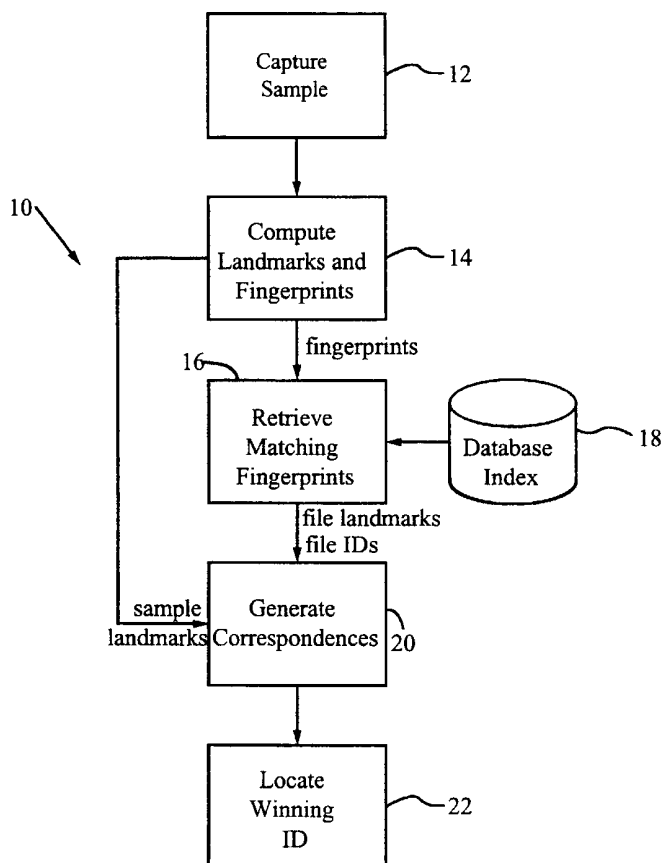 Capture
Sample
12
10
Compute
Landmarks and
Fingerprints
14
fingerprints
16
Retrieve
Matching
Fingerprints
Database
Index
18
file landmarks
file IDs
sample
landmarks
Generate
Correspondences
20
Locate
Winning
ID
22